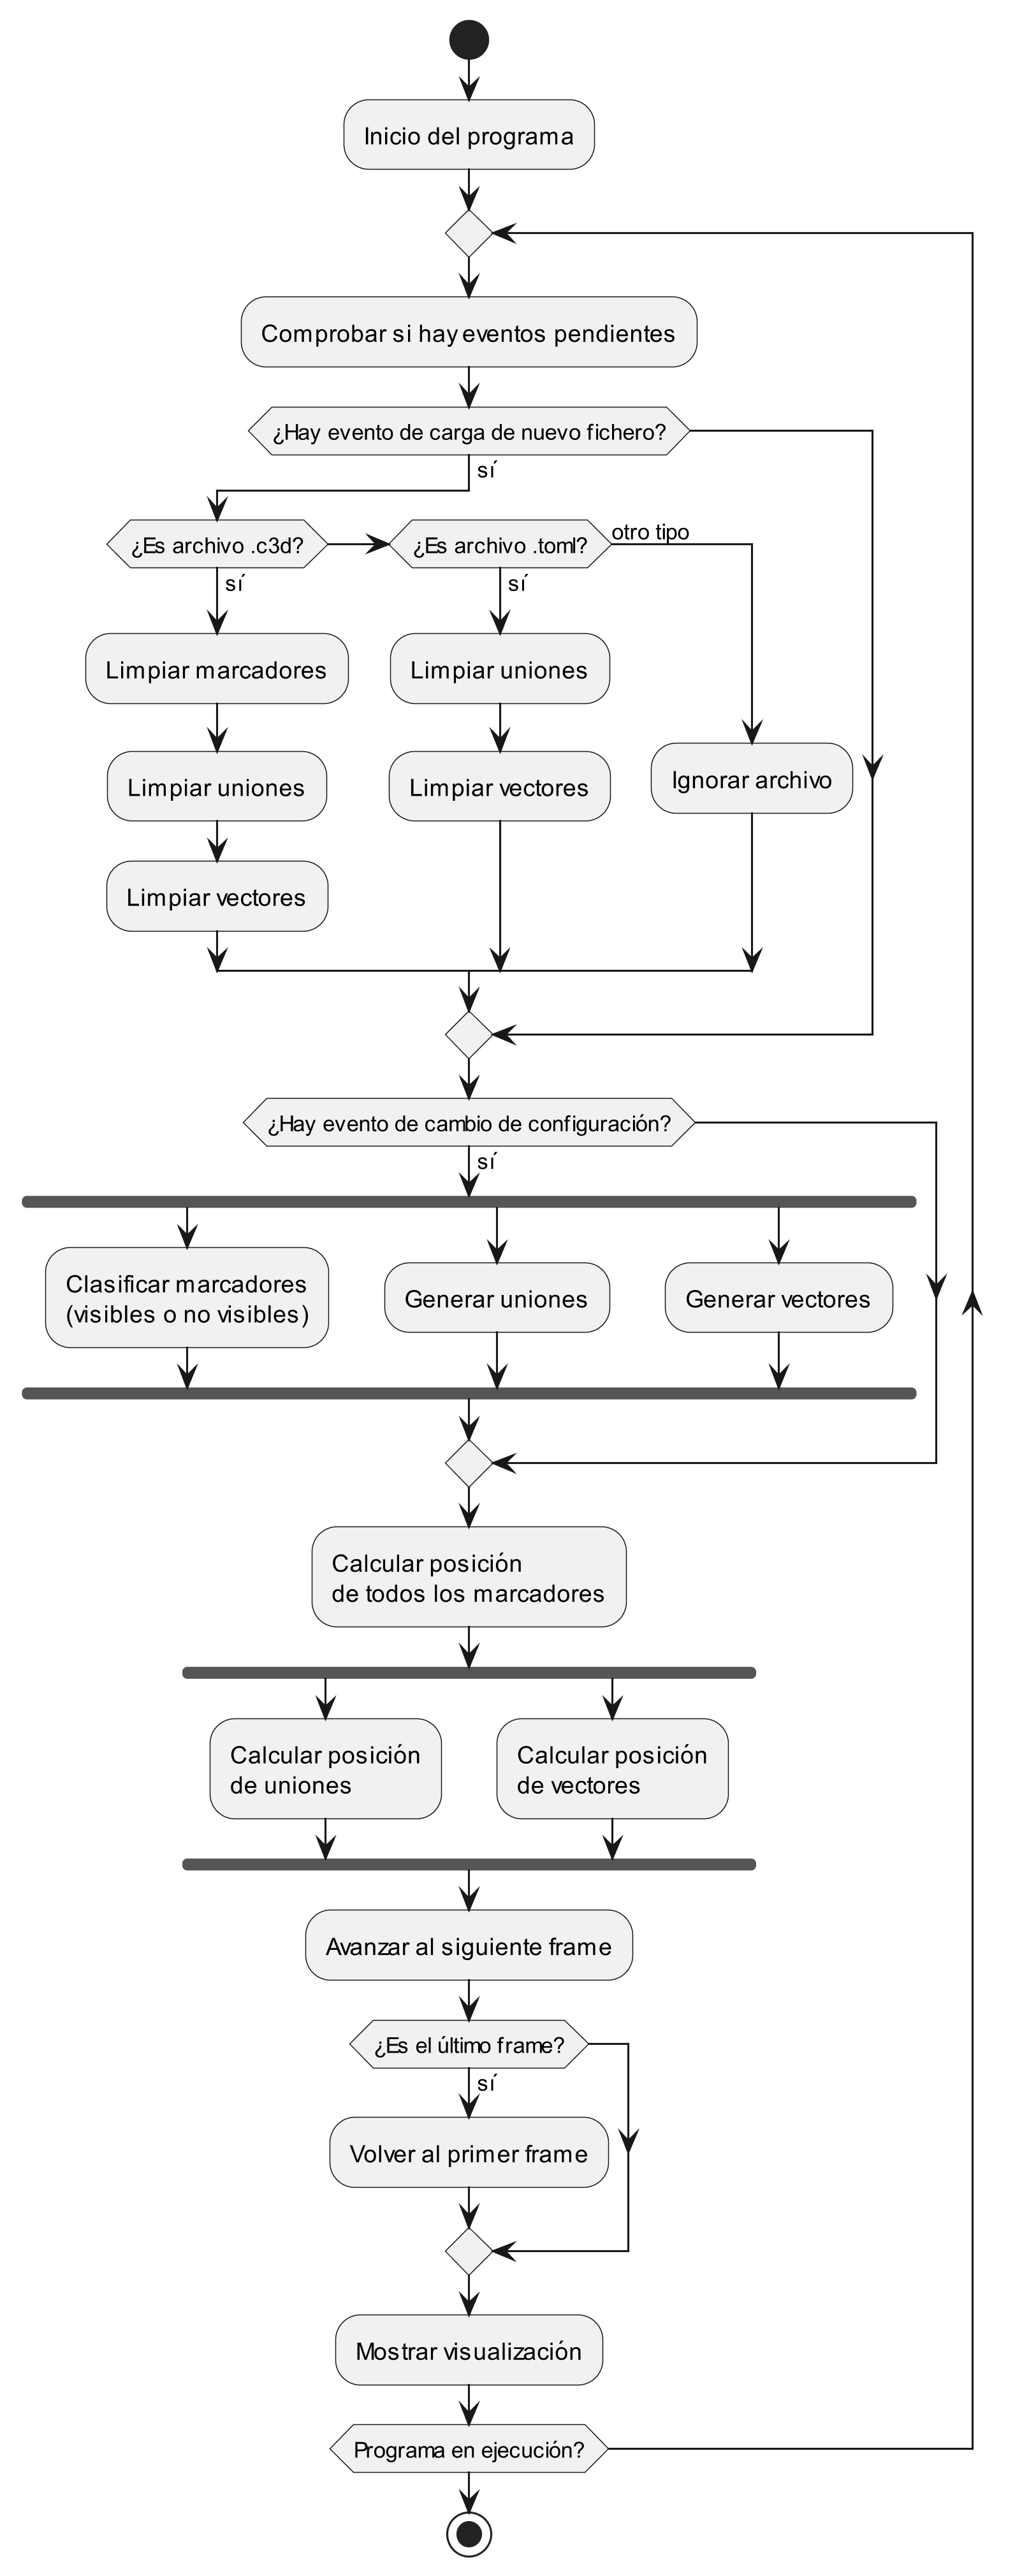 Inicio del programa
Comprobar si hay eventos pendientes
¿Hay evento de carga de nuevo fichero?
sí
¿Es archivo .c3d?
sí
¿Es archivo .toml?
sí
otro tipo
Limpiar marcadores
Limpiar uniones
Limpiar vectores
Limpiar uniones
Limpiar vectores
Ignorar archivo
¿Hay evento de cambio de configuración?
sí
Clasificar marcadores
(visibles o no visibles)
Generar uniones
Generar vectores
Calcular posición
de todos los marcadores
Calcular posición
de uniones
Calcular posición
de vectores
Avanzar al siguiente frame
¿Es el último frame?
sí
Volver al primer frame
Mostrar visualización
Programa en ejecución?